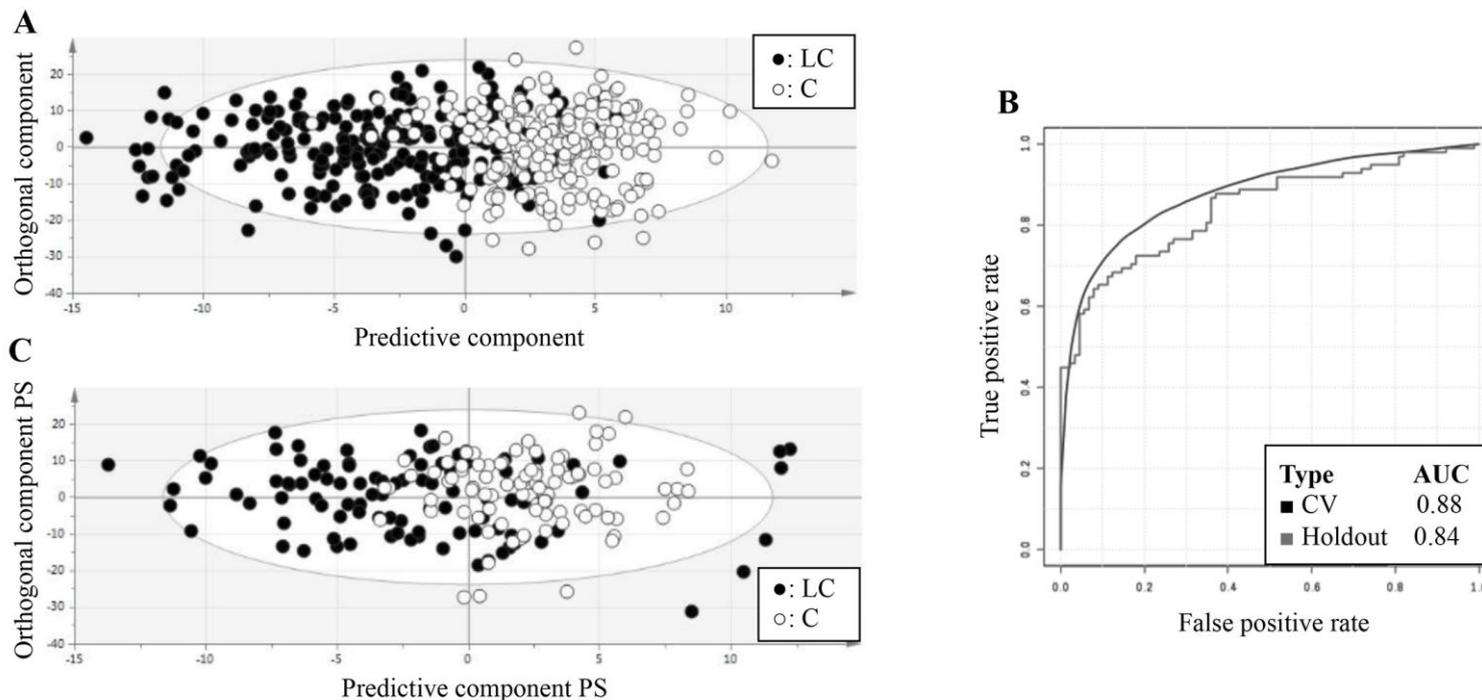 A
Orthogonal component
20
10
0
-10
-20
-30
-40
-15
-10
-5
0
5
10
Predictive component
●: LC
○: C
B
True positive rate
1.0
0.8
0.6
0.4
0.2
0.0
0.0
0.2
0.4
0.6
0.8
1.0
False positive rate
Type AUC
■ CV 0.88
■ Holdout 0.84
C
Orthogonal component PS
20
10
0
-10
-20
-30
-40
-15
-10
-5
0
5
10
Predictive component PS
●: LC
○: C